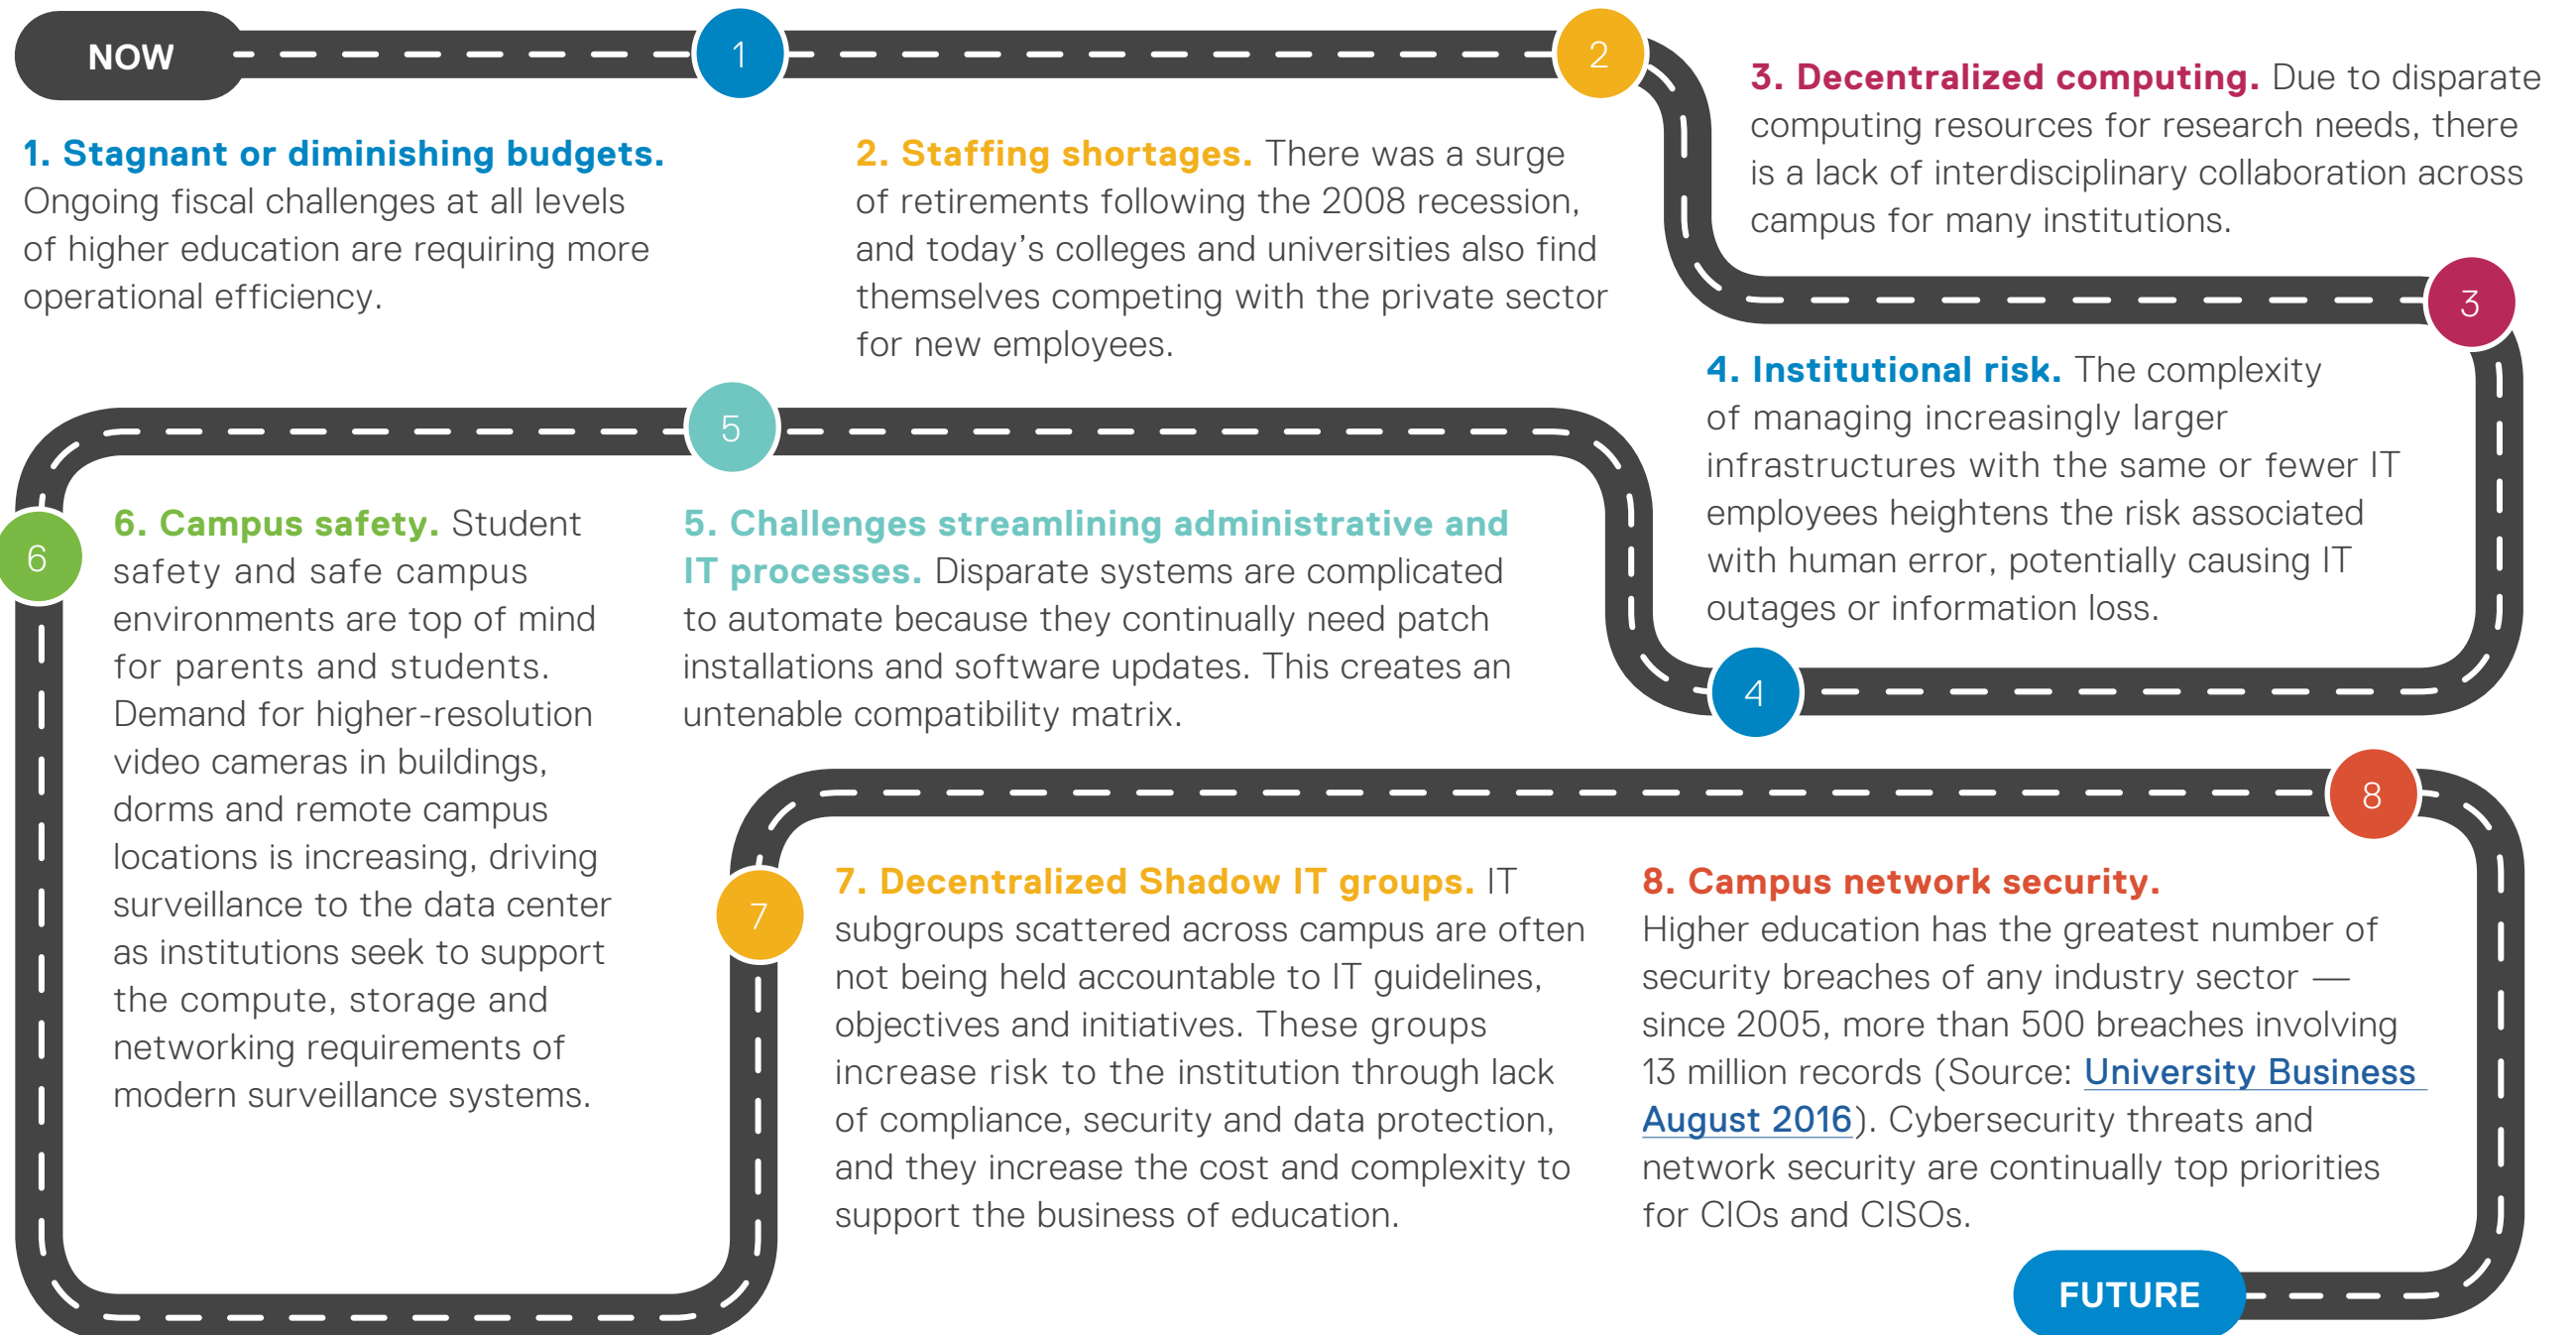 NOW
1
2
1. Stagnant or diminishing budgets.
Ongoing fiscal challenges at all levels
of higher education are requiring more
operational efficiency.
2. Staffing shortages. There was a surge
of retirements following the 2008 recession,
and today’s colleges and universities also find
themselves competing with the private sector
for new employees.
3. Decentralized computing. Due to disparate
computing resources for research needs, there
is a lack of interdisciplinary collaboration across
campus for many institutions.
3
4. Institutional risk. The complexity
of managing increasingly larger
infrastructures with the same or fewer IT
employees heightens the risk associated
with human error, potentially causing IT
outages or information loss.
4
5
5. Challenges streamlining administrative and
IT processes. Disparate systems are complicated
to automate because they continually need patch
installations and software updates. This creates an
untenable compatibility matrix.
6
6. Campus safety. Student
safety and safe campus
environments are top of mind
for parents and students.
Demand for higher-resolution
video cameras in buildings,
dorms and remote campus
locations is increasing, driving
surveillance to the data center
as institutions seek to support
the compute, storage and
networking requirements of
modern surveillance systems.
7
7. Decentralized Shadow IT groups. IT
subgroups scattered across campus are often
not being held accountable to IT guidelines,
objectives and initiatives. These groups
increase risk to the institution through lack
of compliance, security and data protection,
and they increase the cost and complexity to
support the business of education.
8
8. Campus network security.
Higher education has the greatest number of
security breaches of any industry sector —
since 2005, more than 500 breaches involving
13 million records (Source: University Business
August 2016). Cybersecurity threats and
network security are continually top priorities
for CIOs and CISOs.
FUTURE